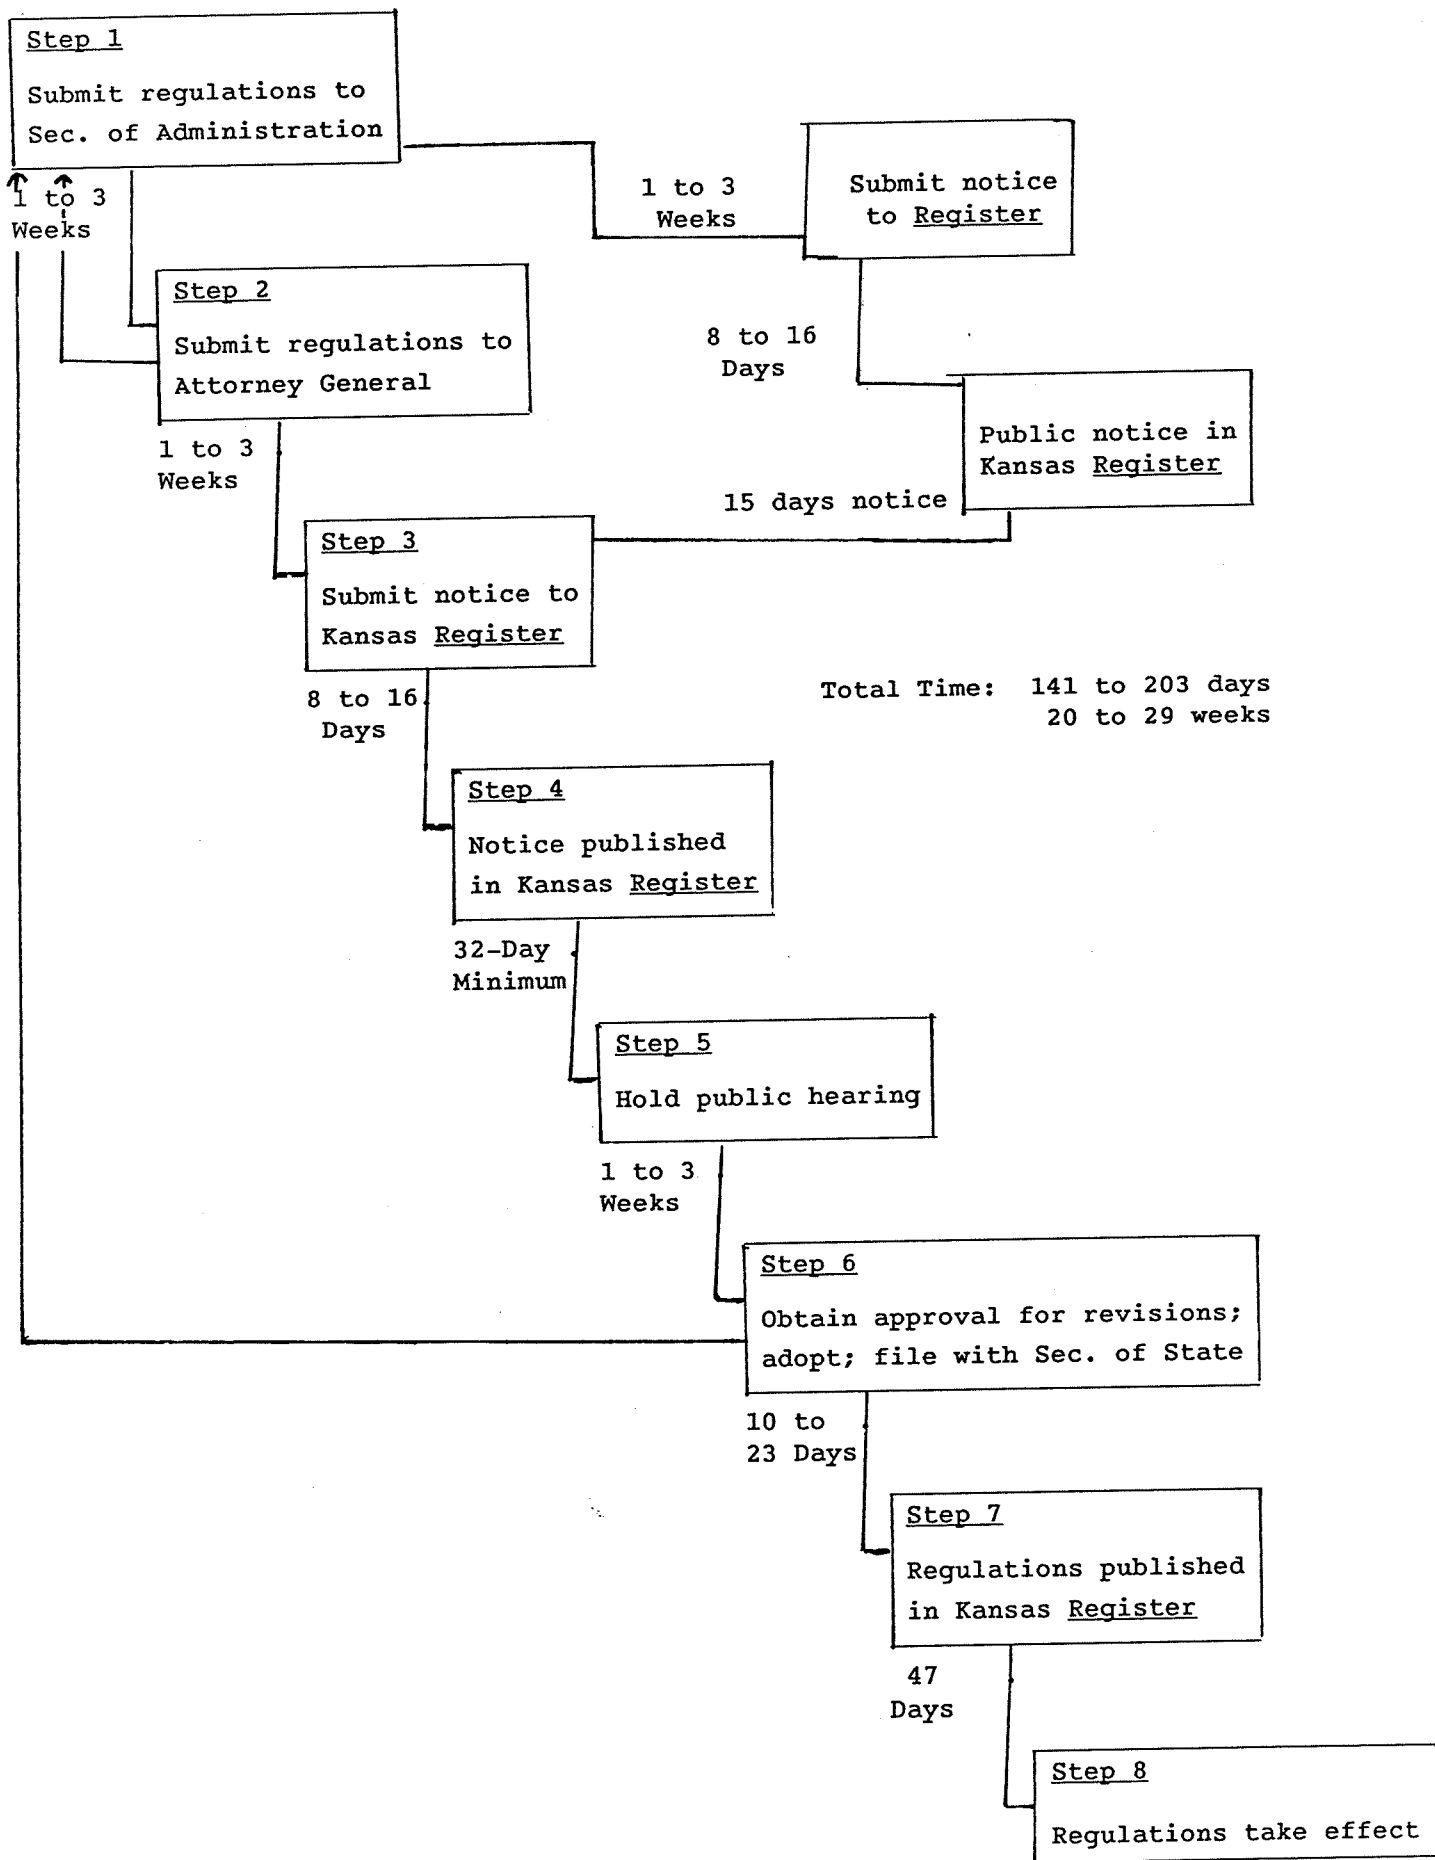 Step 1
Submit regulations to
Sec. of Administration
1 to 3
Weeks
1 to 3
Weeks
Submit notice
to Register
Step 2
Submit regulations to
Attorney General
8 to 16
Days
1 to 3
Weeks
Public notice in
Kansas Register
15 days notice
Step 3
Submit notice to
Kansas Register
8 to 16
Days
Total Time: 141 to 203 days
20 to 29 weeks
Step 4
Notice published
in Kansas Register
32-Day
Minimum
Step 5
Hold public hearing
1 to 3
Weeks
Step 6
Obtain approval for revisions;
adopt; file with Sec. of State
10 to
23 Days
Step 7
Regulations published
in Kansas Register
47
Days
Step 8
Regulations take effect